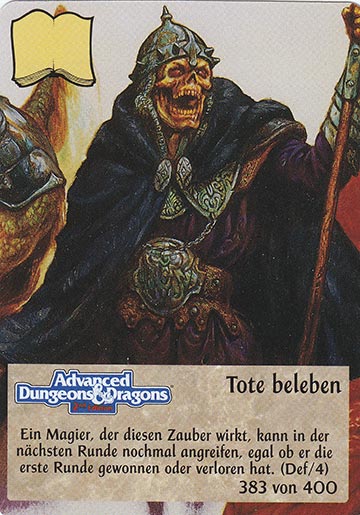 Advanced
Dungeons & Dragons
2nd Edition
Tote beleben
Ein Magier, der diesen Zauber wirkt, kann in der
nächsten Runde nochmal angreifen, egal ob er die
erste Runde gewonnen oder verloren hat. (Def/4)
383 von 400